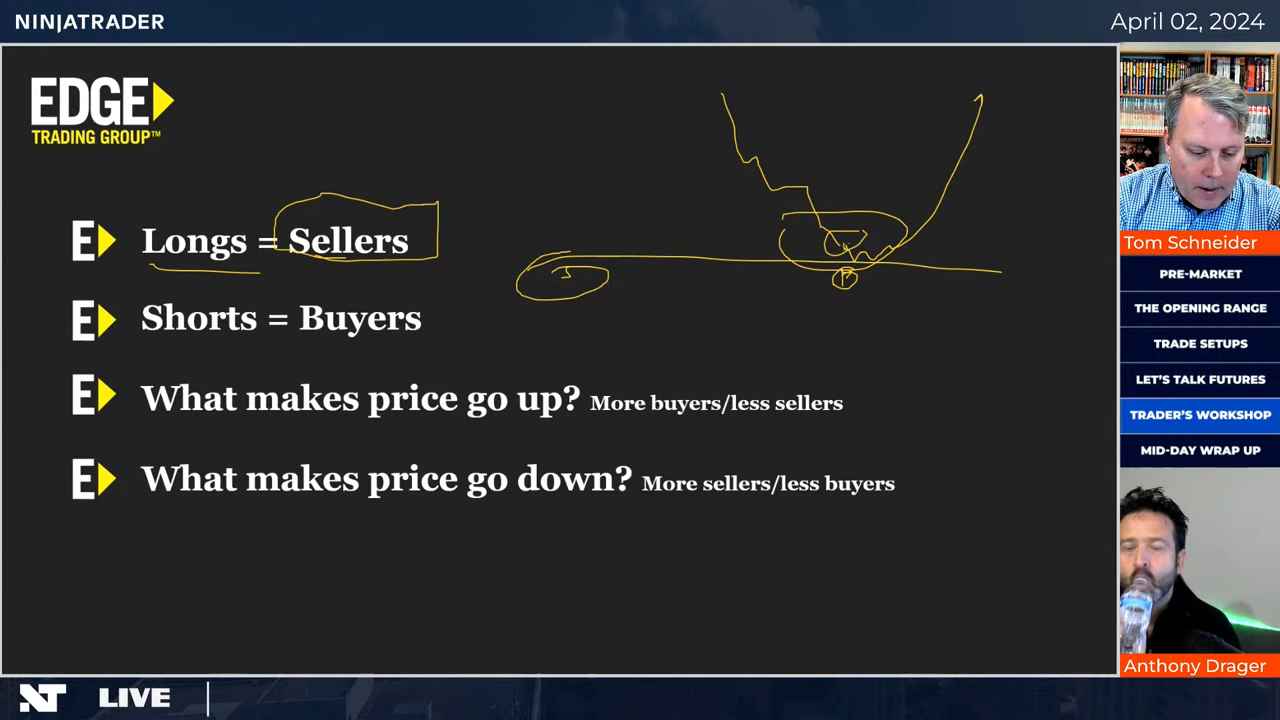 NINJATRADER
April 02, 2024
EDGE
TRADING GROUP™
E Longs = Sellers
E Shorts = Buyers
E What makes price go up? More buyers/less sellers
E What makes price go down? More sellers/less buyers
Tom Schneider
PRE-MARKET
THE OPENING RANGE
TRADE SETUPS
LET'S TALK FUTURES
TRADER'S WORKSHOP
MID-DAY WRAP UP
Anthony Drager
NT LIVE